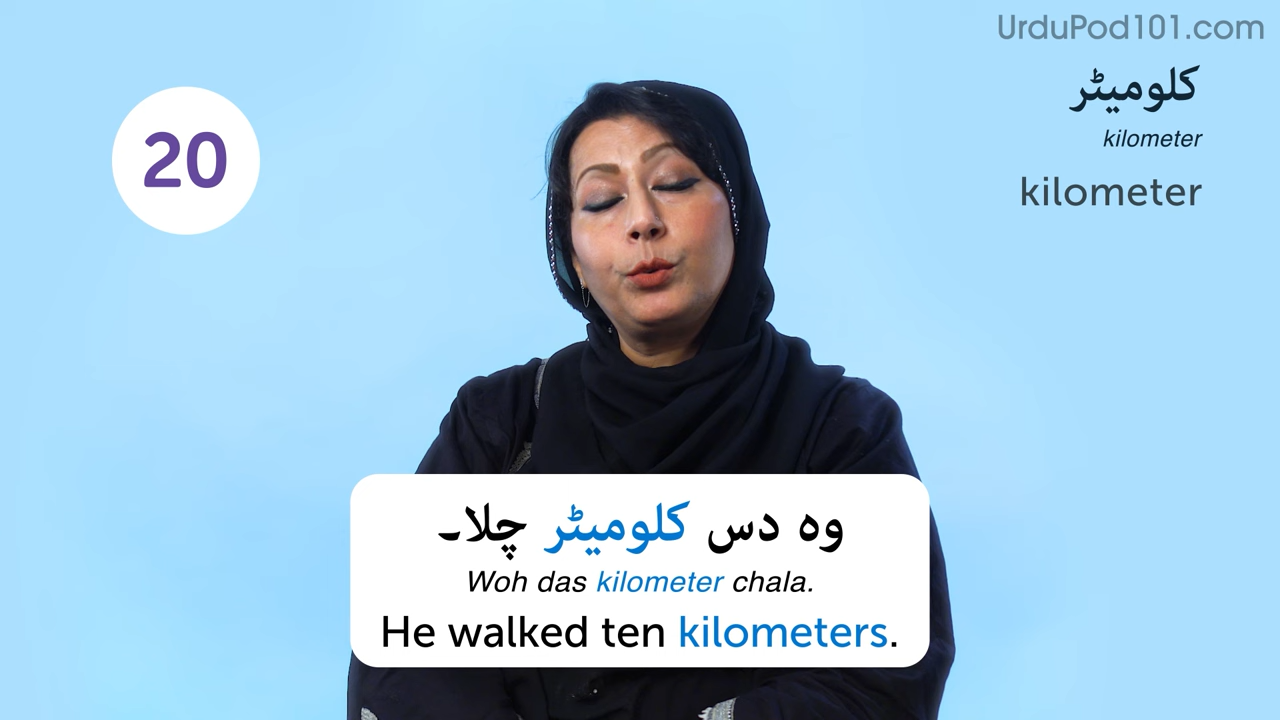 UrduPod101.com
20
کلومیٹر
kilometer
kilometer
وہ دس کلومیٹر چلا۔
Woh das kilometer chala.
He walked ten kilometers.